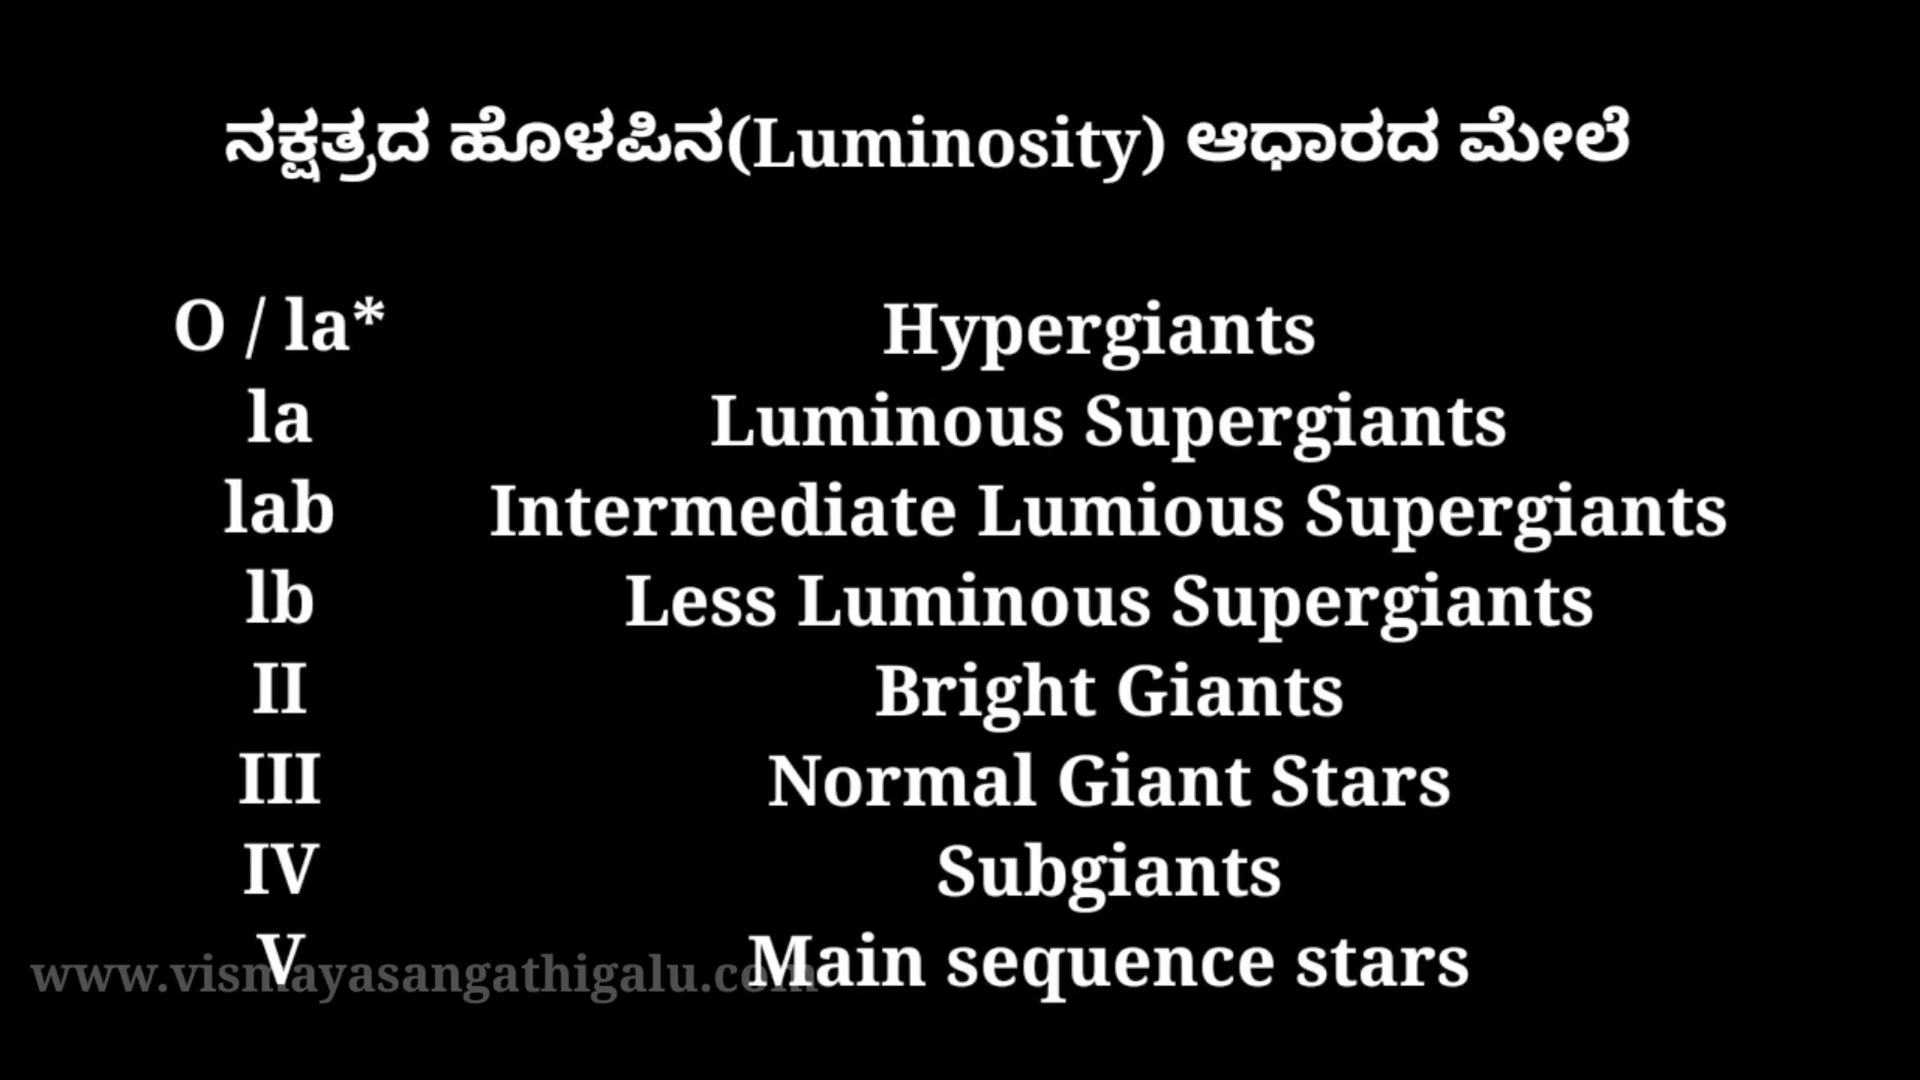 ನಕ್ಷತ್ರದ ಹೊಳಪಿನ(Luminosity) ಆಧಾರದ ಮೇಲೆ
O / la* Hypergiants
la Luminous Supergiants
lab Intermediate Lumious Supergiants
lb Less Luminous Supergiants
II Bright Giants
III Normal Giant Stars
IV Subgiants
V Main sequence stars
www.vismayasangathigalu.com